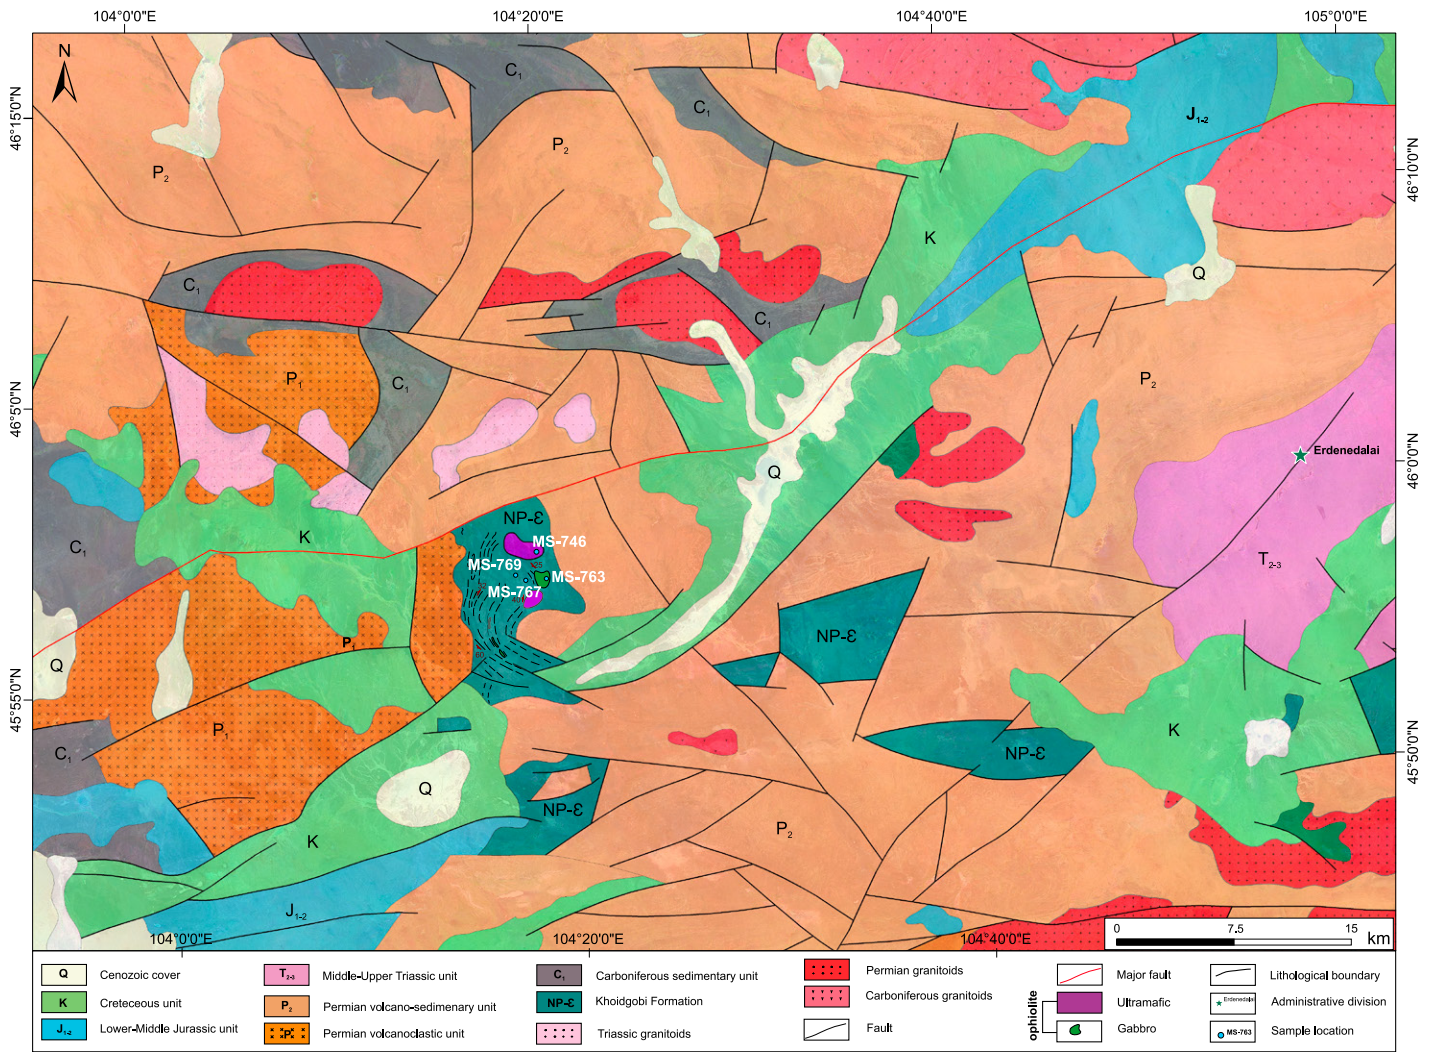 104°0'0"E
104°20'0"E
104°40'0"E
105°0'0"E
N
C1
C1
J1-2
46°15'0"N
P2
P2
46°10'0"N
K
Q
C1
C1
P1
C1
P2
46°5'0"N
Erdenedalai
46°0'0"N
Q
NP-Ꞓ
K
MS-746
C1
MS-769
25
MS-763
T2-3
MS-767
P1
NP-Ꞓ
60
Q
45°55'0"N
P1
K
C1
NP-Ꞓ
45°50'0"N
Q
NP-Ꞓ
P2
K
J1-2
0 7.5 15
km
104°0'0"E
104°20'0"E
104°40'0"E
Q Cenozoic cover
K Creteceous unit
J1-2 Lower-Middle Jurassic unit
T2-3 Middle-Upper Triassic unit
P2 Permian volcano-sedimenary unit
P1 Permian volcanoclastic unit
C1 Carboniferous sedimentary unit
NP-Ꞓ Khoidgobi Formation
Triassic granitoids
Permian granitoids
Carboniferous granitoids
Fault
ophiolite
Major fault
Ultramafic
Gabbro
Lithological boundary
Erdenedalai Administrative division
MS-763 Sample location